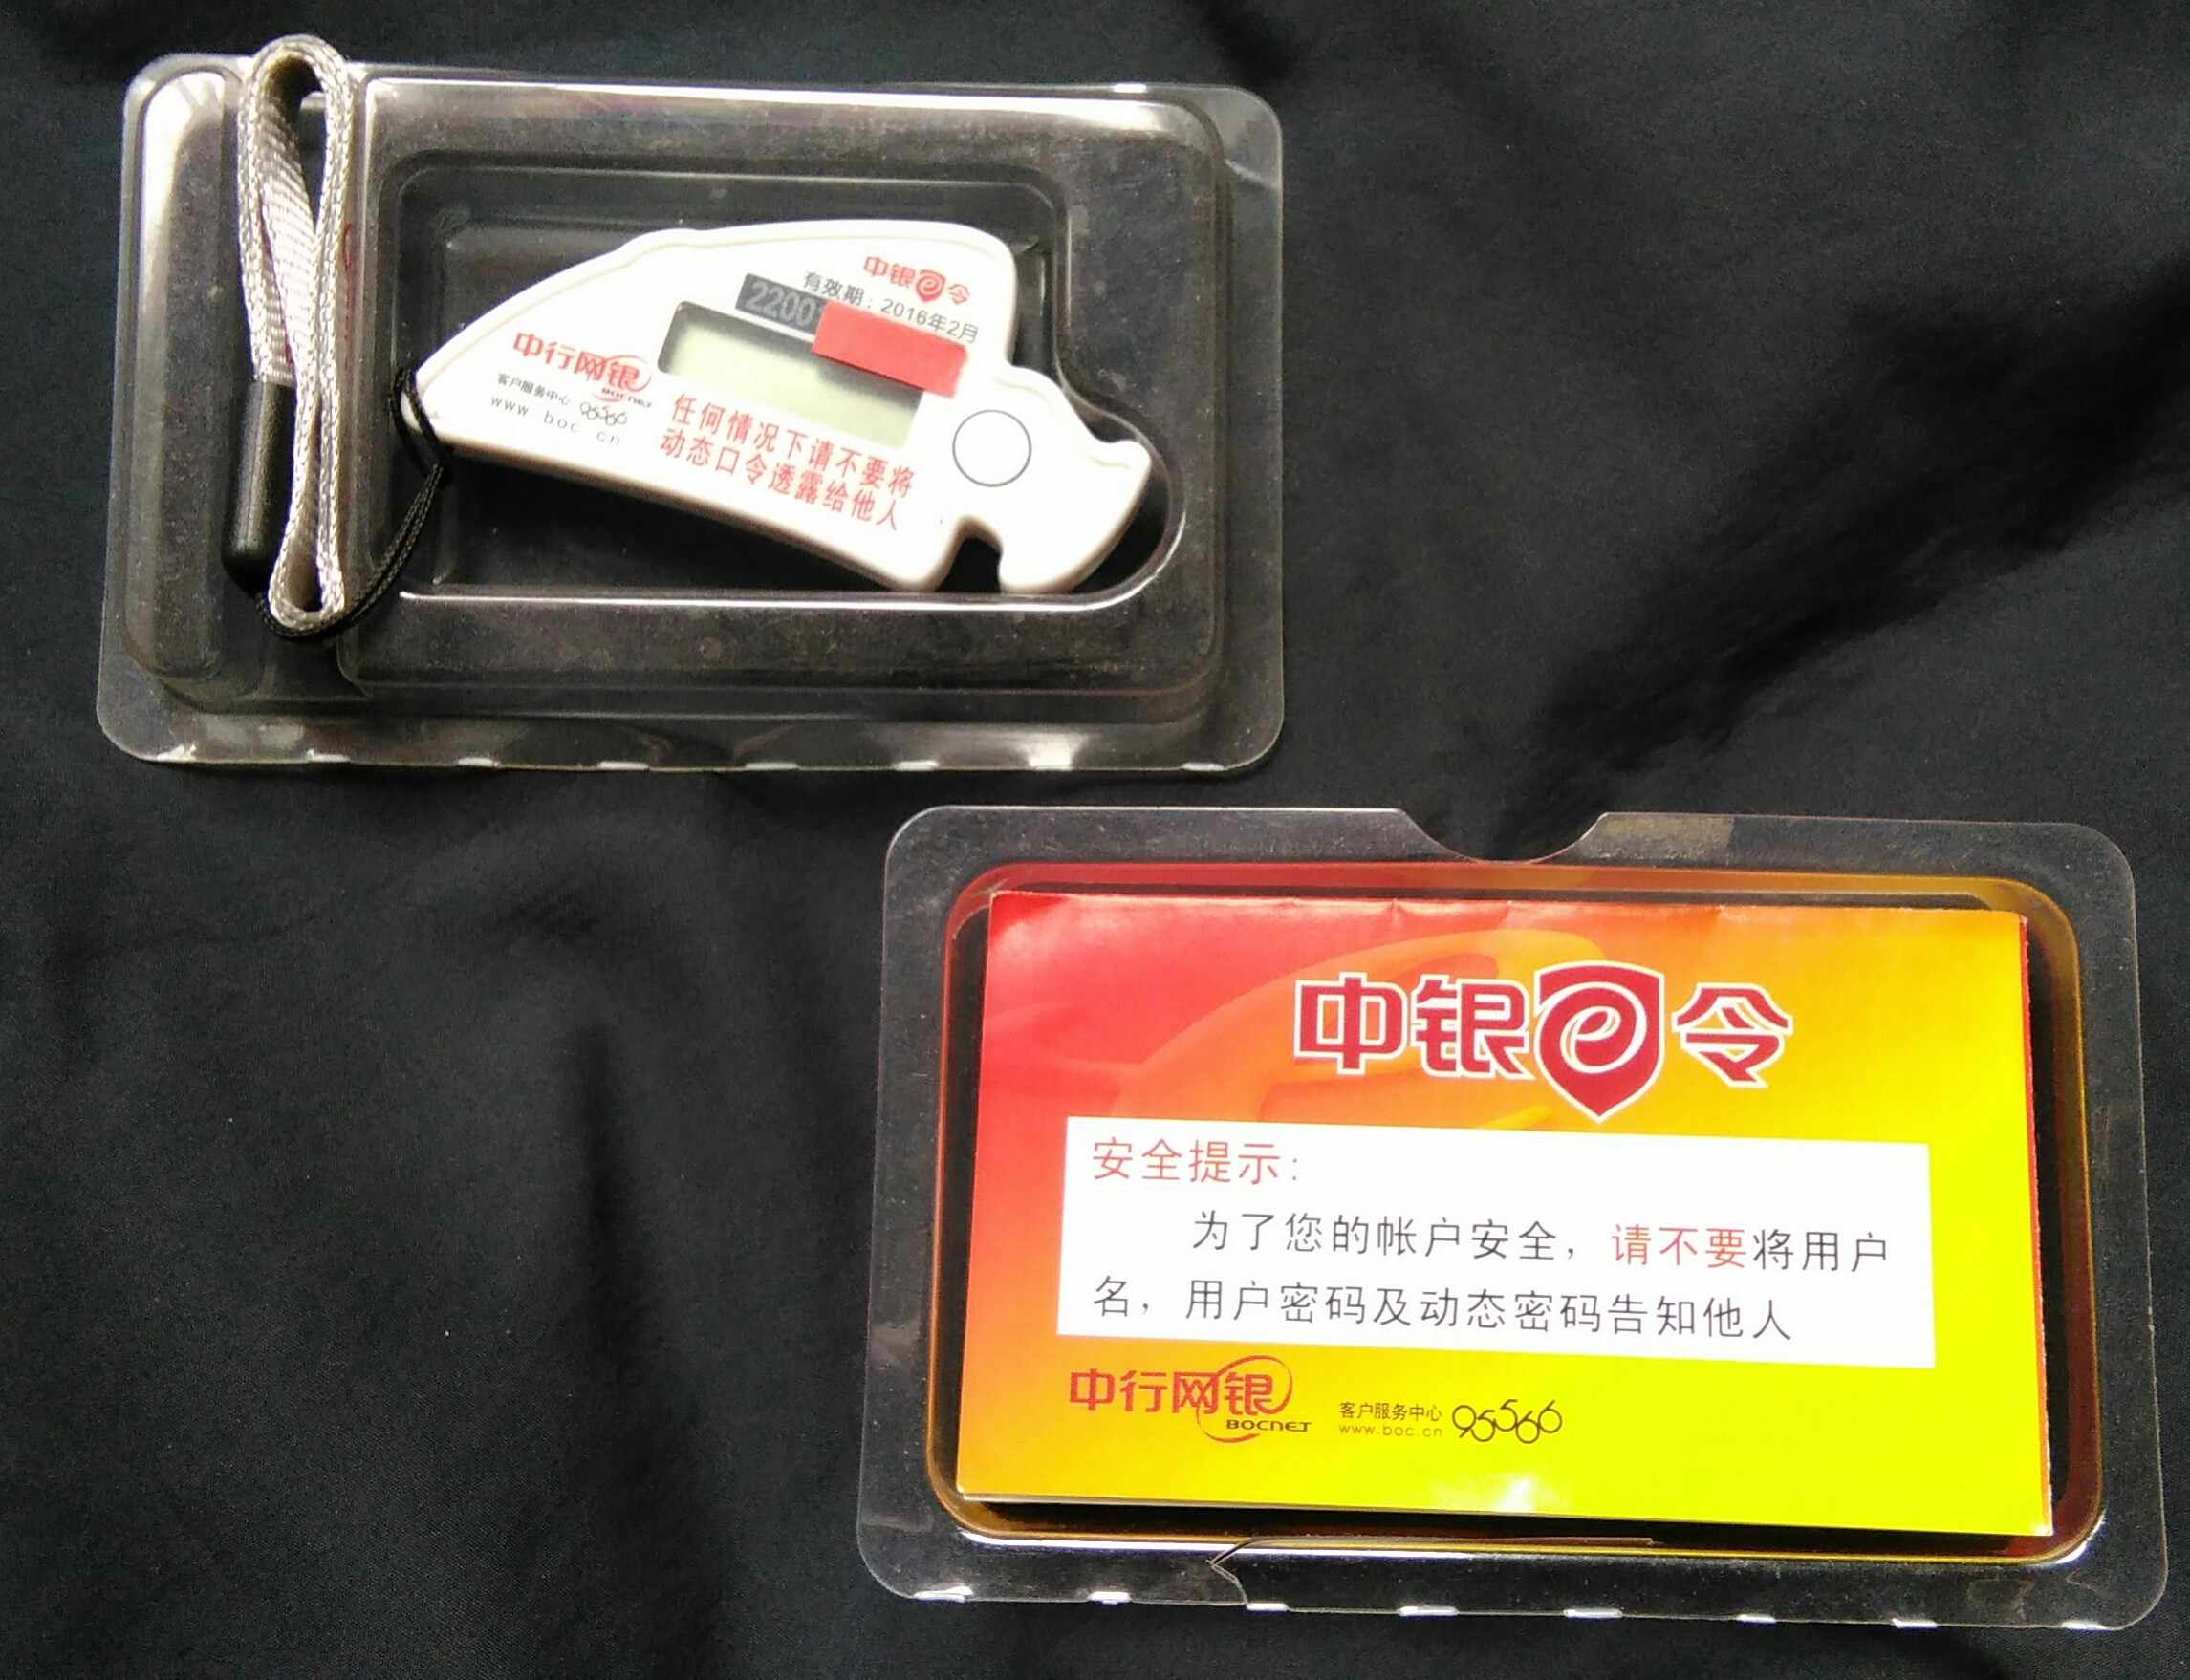 中银e令
有效期：2016年2月
2200
中行网银
BOCNET
客户服务中心 95566
www boc cn
任何情况下请不要将
动态口令透露给他人
中银e令
安全提示：
为了您的帐户安全，请不要将用户
名，用户密码及动态密码告知他人
中行网银
BOCNET
客户服务中心 95566
www.boc.cn